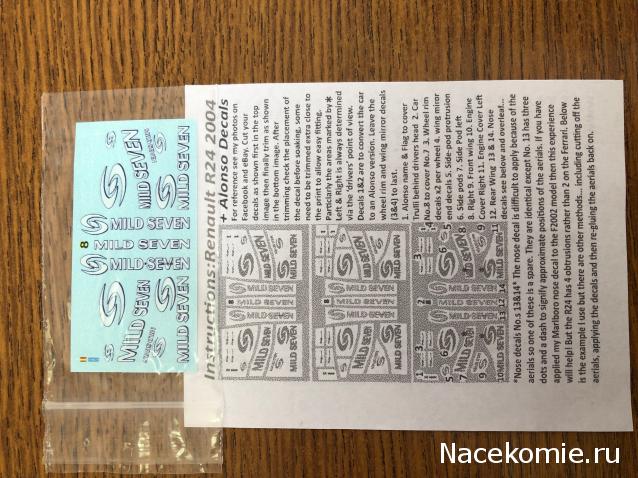 Instructions:Renault R24 2004
+ Alonso Decals
For reference see my photos on
Facebook and eBay. Cut your
decals as shown first in the top
image then finally trim as shown
in the bottom image. After
trimming check the placement of
the decal before soaking, some
need to be trimmed extra close to
the print to allow easy fitting.
Particularly the areas marked by*
Left & Right is always determined
via "drivers" point of view.
Decals 1&2 are to convert the car
to an Alonso version. Leave the
wheel rim and wing mirror decals
(3&4) to last.
1. Alonso name & Flag to cover
Trulli behind drivers head 2. Car
No.8 to cover No.7 3. Wheel rim
decals x2 per wheel 4. wing miror
end decals 5. Side-pod protrusion
6. Side pods 7. Side Pod left
8. Right 9. Front wing 10. Engine
Cover Right 11. Engine Cover Left
12. Rear Wing 13 & 14. Nose
decals see below and overleaf...
*Nose decals No.s 13&14* The nose decal is difficult to apply because of the
aerials so one of these is a spare. They are identical except No. 13 has three
dots and a dash to signify approximate positions of the aerials. If you have
applied my Marlboro nose decal to the F2002 model then this experience
will help! But the R24 has 4 obtrusions rather than 2 on the Ferrari. Below
is the example I use but there are other methods... including cutting off the
aerials, applying the decals and then re-gluing the aerials back on.
MILD SEVEN
MILD SEVEN
MILD SEVEN
8 MILD SEVEN
MILD SEVEN
MILD SEVEN
MILD SEVEN
MILD SEVEN
Nacekomie.ru